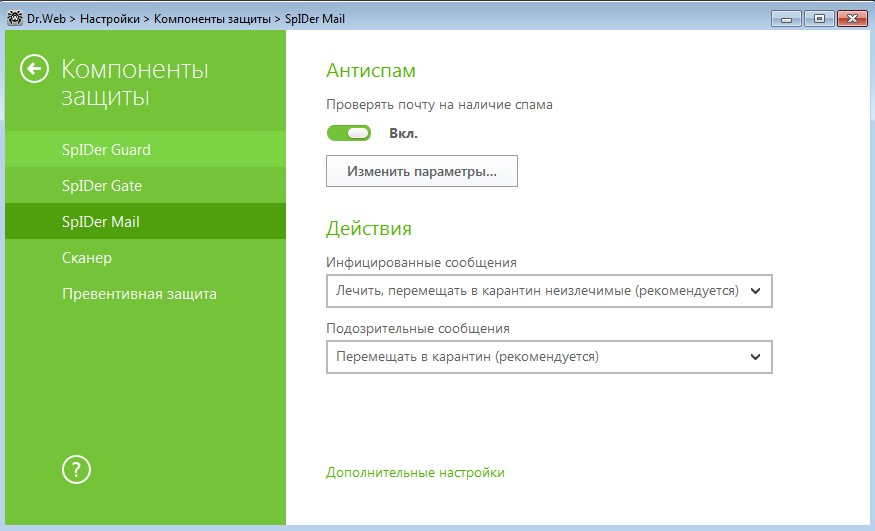 Dr.Web > Настройки > Компоненты защиты > SpIDer Mail
Компоненты
защиты
SpIDer Guard
SpIDer Gate
SpIDer Mail
Сканер
Превентивная защита
?
Антиспам
Проверять почту на наличие спама
Вкл.
Изменить параметры...
Действия
Инфицированные сообщения
Лечить, перемещать в карантин неизлечимые (рекомендуется)
Подозрительные сообщения
Перемещать в карантин (рекомендуется)
Дополнительные настройки